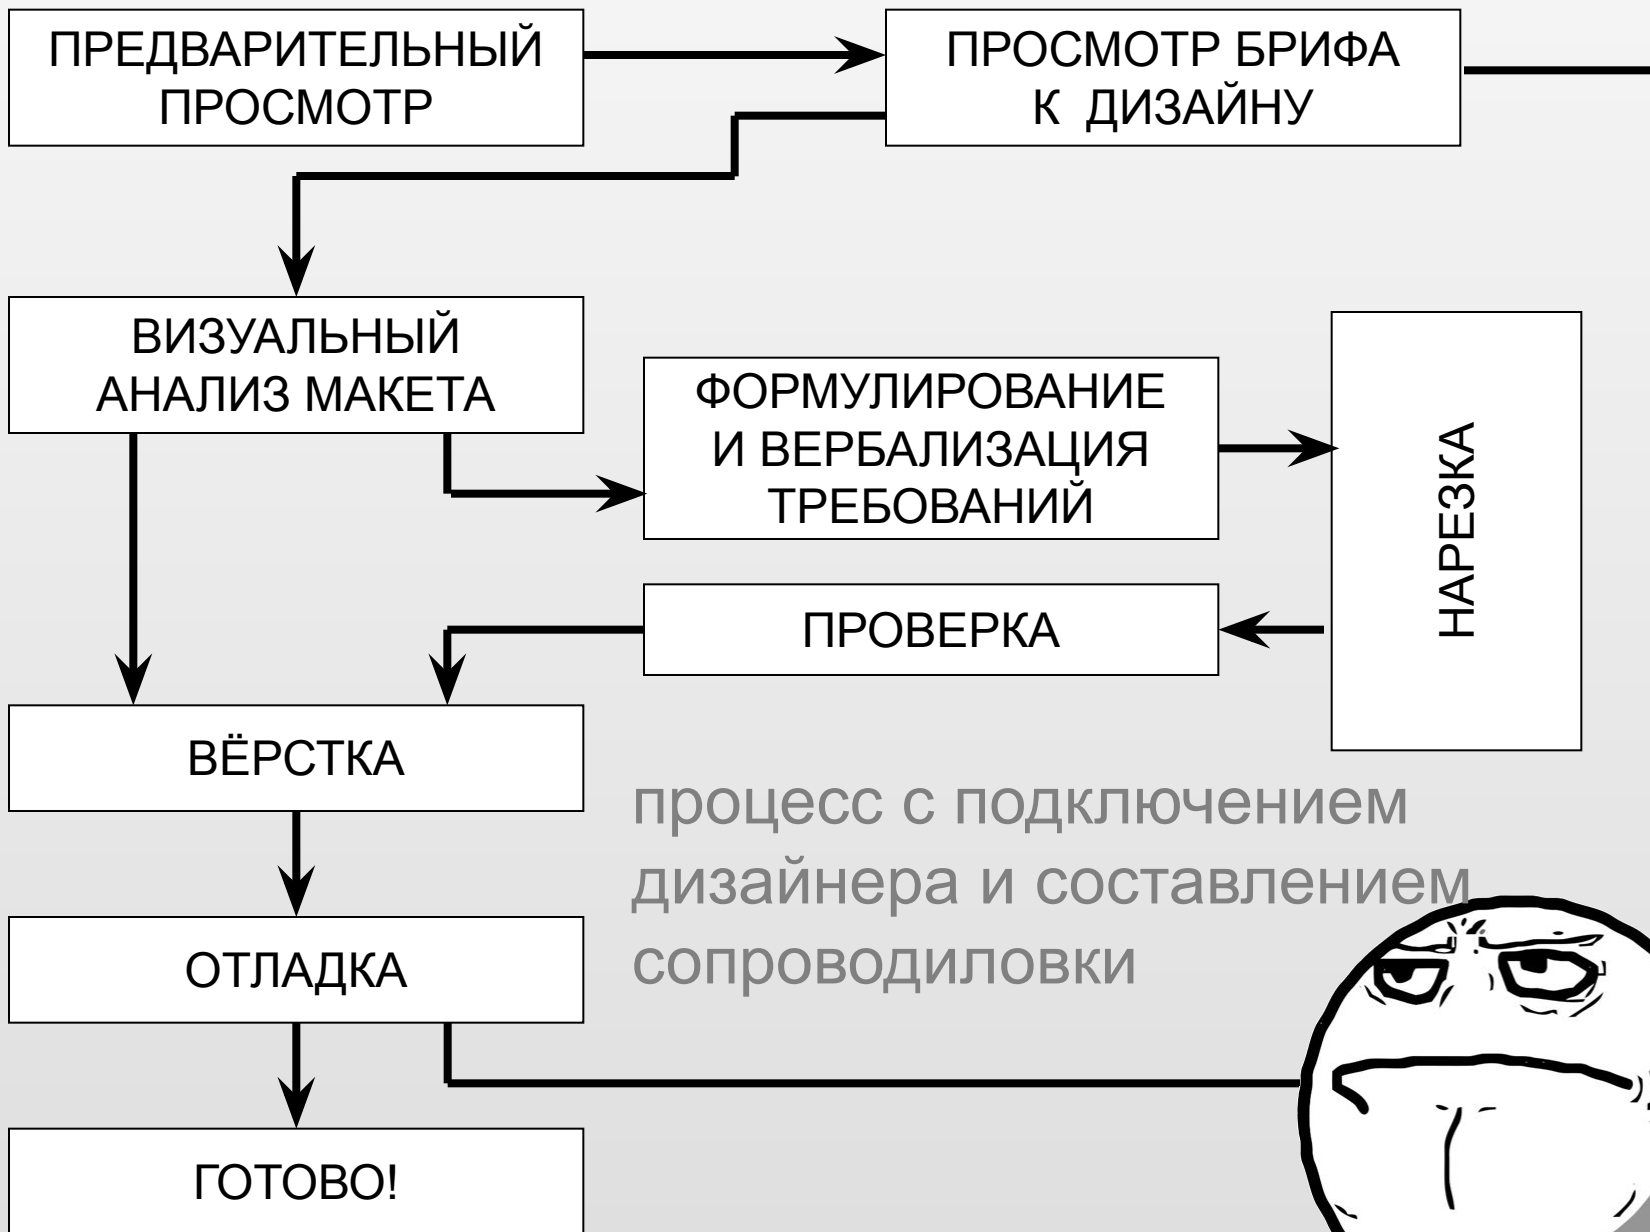 ПРЕДВАРИТЕЛЬНЫЙ
ПРОСМОТР
ПРОСМОТР БРИФА
К ДИЗАЙНУ
ВИЗУАЛЬНЫЙ
АНАЛИЗ МАКЕТА
ФОРМУЛИРОВАНИЕ
И ВЕРБАЛИЗАЦИЯ
ТРЕБОВАНИЙ
НАРЕЗКА
ПРОВЕРКА
ВЁРСТКА
процесс с подключением
дизайнера и составлением
сопроводиловки
ОТЛАДКА
ГОТОВО!